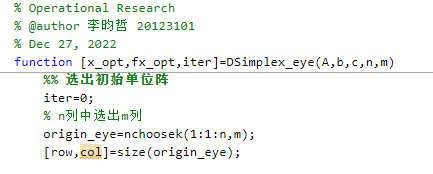 % Operational Research
% @author 李昀哲 20123101
% Dec 27, 2022
function [x_opt,fx_opt,iter]=DSimplex_eye(A,b,c,n,m)
%% 选出初始单位阵
iter=0;
% n列中选出m列
origin_eye=nchoosek(1:1:n,m);
[row,col]=size(origin_eye);